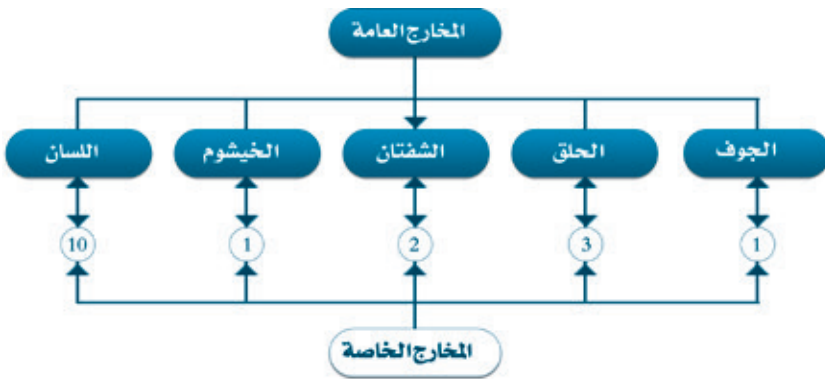 المخارج العامة
الجوف
الحلق
الشفتان
الخيشوم
اللسان
1
3
2
1
10
المخارج الخاصة